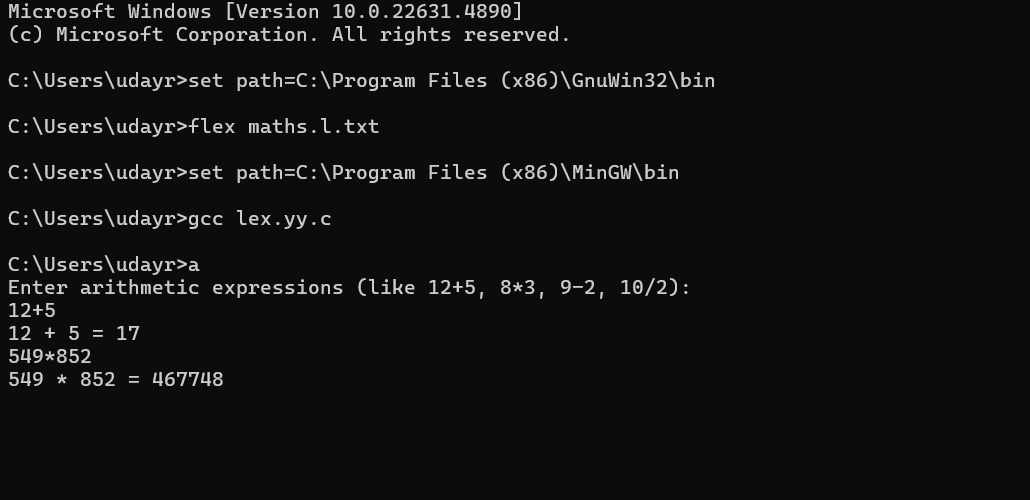 Microsoft Windows [Version 10.0.22631.4890]
(c) Microsoft Corporation. All rights reserved.
C:\Users\udayr>set path=C:\Program Files (x86)\GnuWin32\bin
C:\Users\udayr>flex maths.l.txt
C:\Users\udayr>set path=C:\Program Files (x86)\MinGW\bin
C:\Users\udayr>gcc lex.yy.c
C:\Users\udayr>a
Enter arithmetic expressions (like 12+5, 8*3, 9-2, 10/2):
12+5
12 + 5 = 17
549*852
549 * 852 = 467748